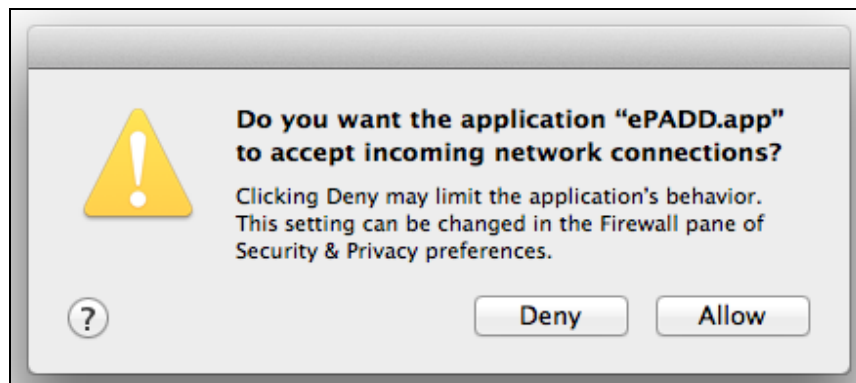 Do you want the application “ePADD.app”
to accept incoming network connections?
Clicking Deny may limit the application’s behavior.
This setting can be changed in the Firewall pane of
Security & Privacy preferences.
?
Deny
Allow